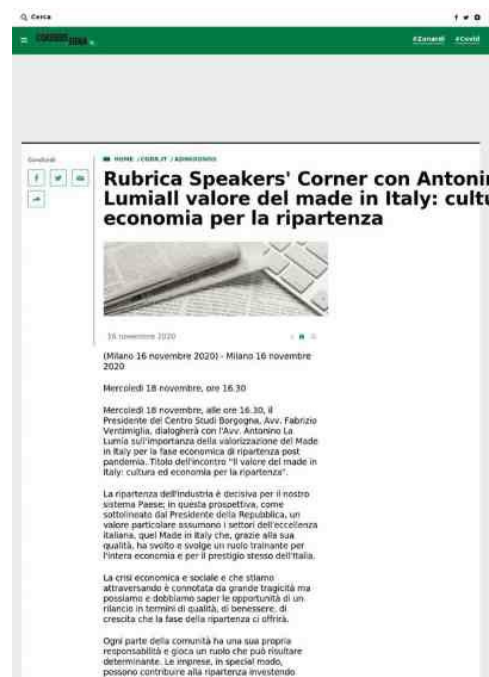 Cerca
#Zanardi #Covid
Condividi
HOME / CODA.IT / ADNKRONOS
Rubrica Speakers' Corner con Antonin
LumiaIl valore del made in Italy: cultu
economia per la ripartenza
16 novembre 2020
(Milano 16 novembre 2020) - Milano 16 novembre
2020
Mercoledì 18 novembre, ore 16.30
Mercoledì 18 novembre, alle ore 16.30, il
Presidente del Centro Studi Borgogna, Avv. Fabrizio
Ventimiglia, dialogherà con l'Avv. Antonino La
Lumia sull'importanza della valorizzazione del Made
in Italy per la fase economica di ripartenza post
pandemia. Titolo dell'incontro "Il valore del made in
Italy: cultura ed economia per la ripartenza".
La ripartenza dell'industria è decisiva per il nostro
sistema Paese; in questa prospettiva, come
sottolineato dal Presidente della Repubblica, un
valore particolare assumono i settori dell'eccellenza
italiana, quel Made in Italy che, grazie alla sua
qualità, ha svolto e svolge un ruolo trainante per
l'intera economia e per il prestigio stesso dell'Italia.
La crisi economica e sociale e che stiamo
attraversando è connotata da grande tragicità ma
possiamo e dobbiamo saper le opportunità di un
rilancio in termini di qualità, di benessere, di
crescita che la fase della ripartenza ci offrirà.
Ogni parte della comunità ha una sua propria
responsabilità e gioca un ruolo che può risultare
determinante. Le imprese, in special modo,
possono contribuire alla ripartenza investendo